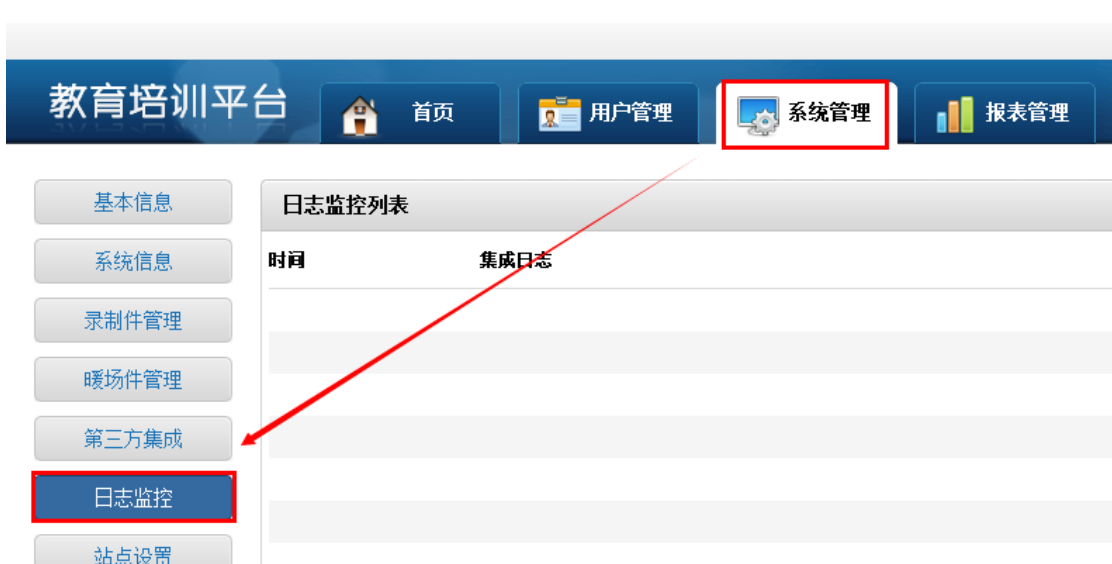 教育培训平台 首页 用户管理 系统管理 报表管理
基本信息
日志监控列表
系统信息
时间 集成日志
录制件管理
暖场件管理
第三方集成
日志监控
站点设置